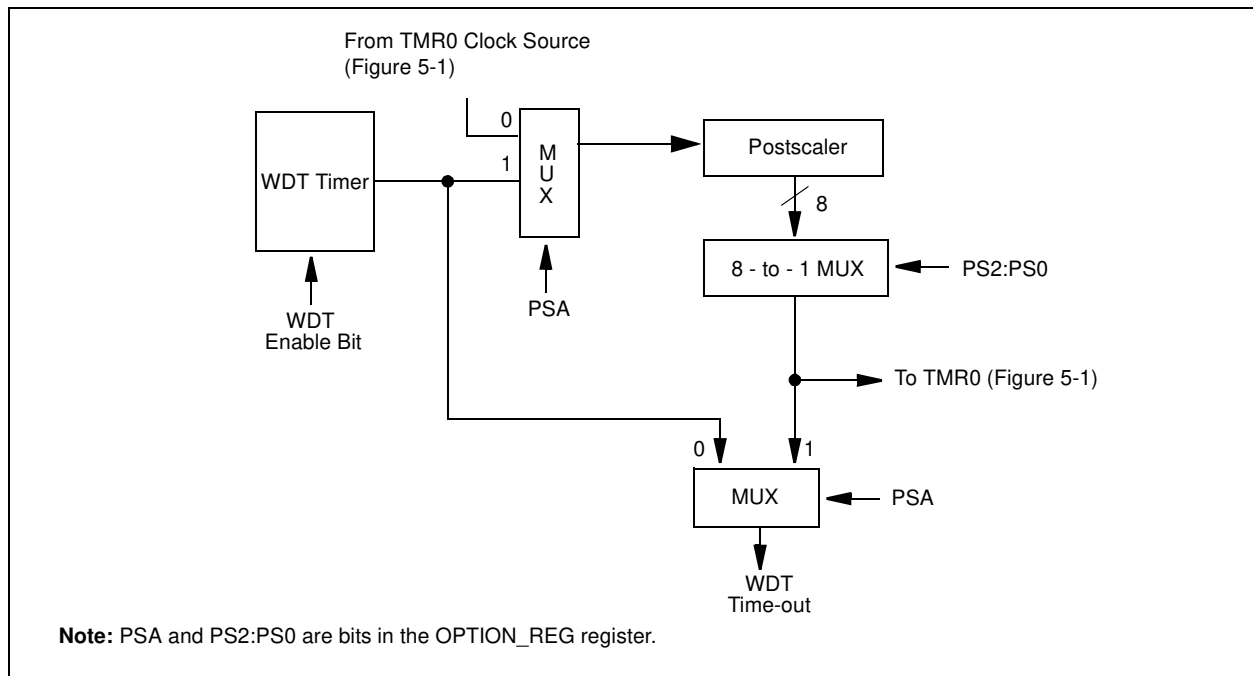 From TMR0 Clock Source
(Figure 5-1)
0
1
M
U
X
WDT Timer
Postscaler
8
8 - to - 1 MUX
PS2:PS0
PSA
WDT
Enable Bit
To TMR0 (Figure 5-1)
0
1
MUX
PSA
WDT
Time-out
Note: PSA and PS2:PS0 are bits in the OPTION_REG register.